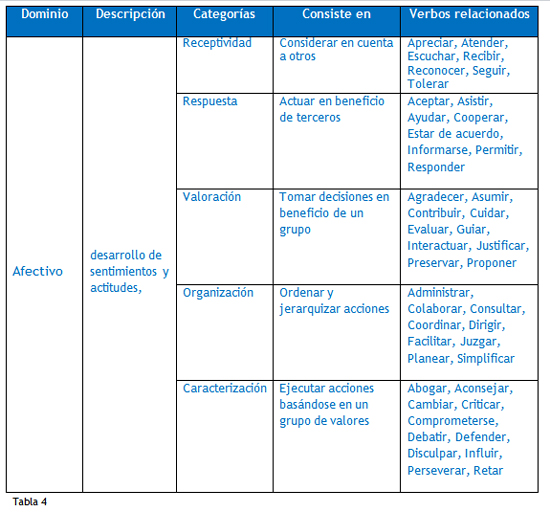 Dominio Descripción Categorías Consiste en Verbos relacionados
Afectivo
desarrollo de
sentimientos y
actitudes,
Receptividad
Considerar en cuenta
a otros
Apreciar, Atender,
Escuchar, Recibir,
Reconocer, Seguir,
Tolerar
Respuesta
Actuar en beneficio
de terceros
Aceptar, Asistir,
Ayudar, Cooperar,
Estar de acuerdo,
Informarse, Permitir,
Responder
Valoración
Tomar decisiones en
beneficio de un
grupo
Agradecer, Asumir,
Contribuir, Cuidar,
Evaluar, Guiar,
Interactuar, Justificar,
Preservar, Proponer
Organización
Ordenar y
jerarquizar acciones
Administrar,
Colaborar, Consultar,
Coordinar, Dirigir,
Facilitar, Juzgar,
Planear, Simplificar
Caracterización
Ejecutar acciones
basándose en un
grupo de valores
Abogar, Aconsejar,
Cambiar, Criticar,
Comprometerse,
Debatir, Defender,
Disculpar, Influir,
Perseverar, Retar
Tabla 4